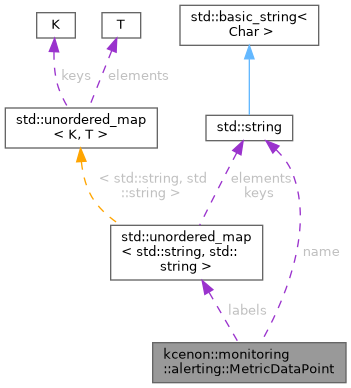 K
T
std::basic_string<
Char >
keys
elements
std::unordered_map
< K, T >
std::string
< std::string, std
::string >
elements
keys
std::unordered_map
< std::string, std::
string >
name
labels
kcenon::monitoring
::alerting::MetricDataPoint